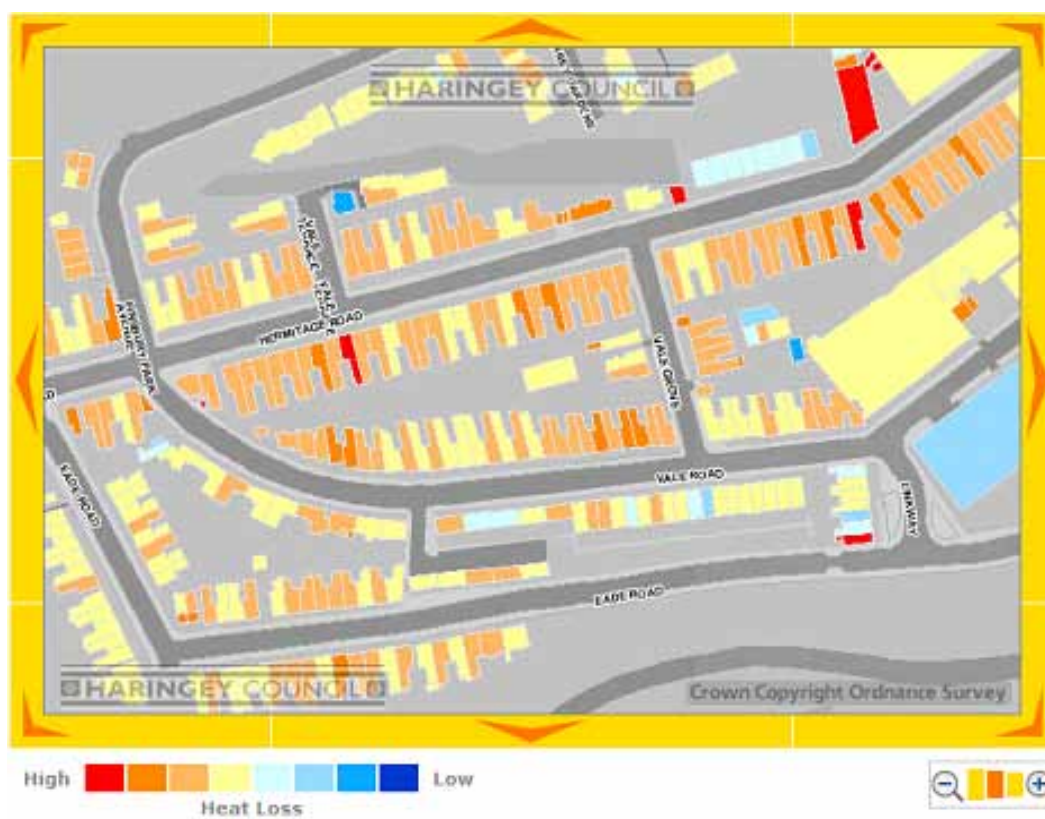 HARINGEY COUNCIL
HERMITAGE ROAD
VALE GROVE
VALE ROAD
EADE ROAD
LINKWAY
EADE ROAD
HARINGEY COUNCIL
Crown Copyright Ordnance Survey
High
Low
Heat Loss